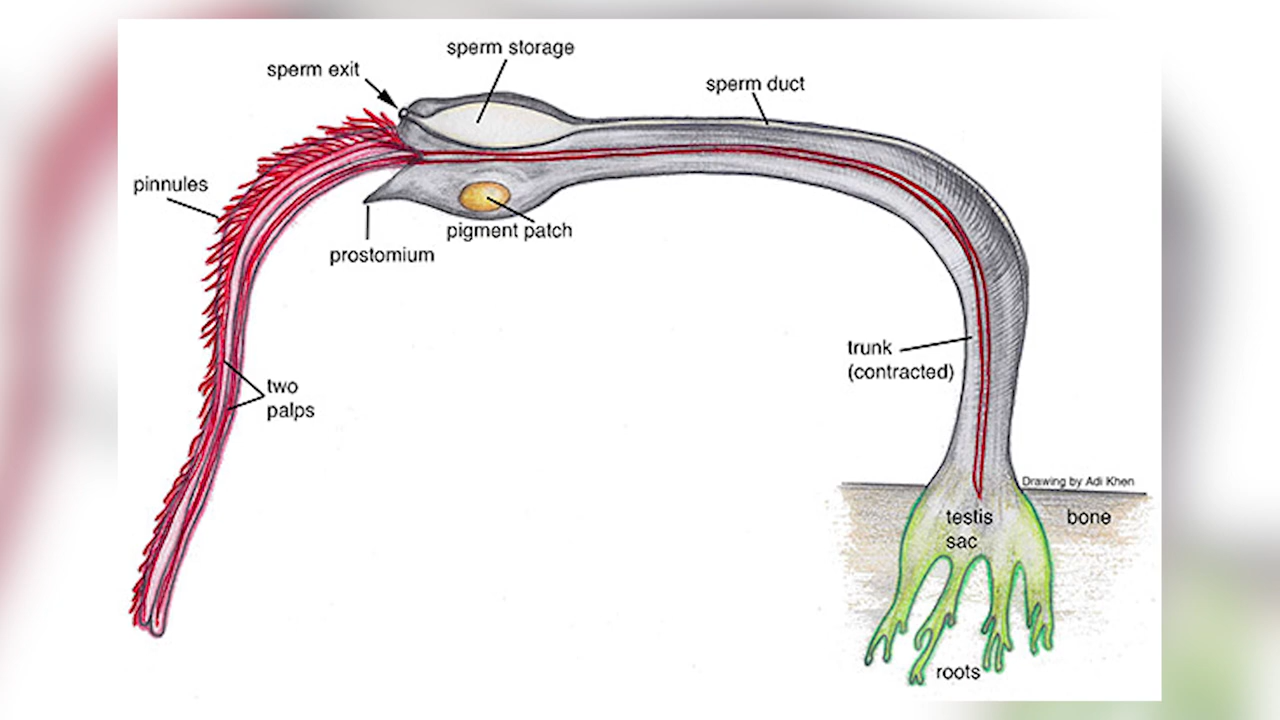 sperm storage
sperm exit
sperm duct
pinnules
pigment patch
prostomium
trunk
(contracted)
two
palps
Drawing by Adi Khen
testis
sac
bone
roots